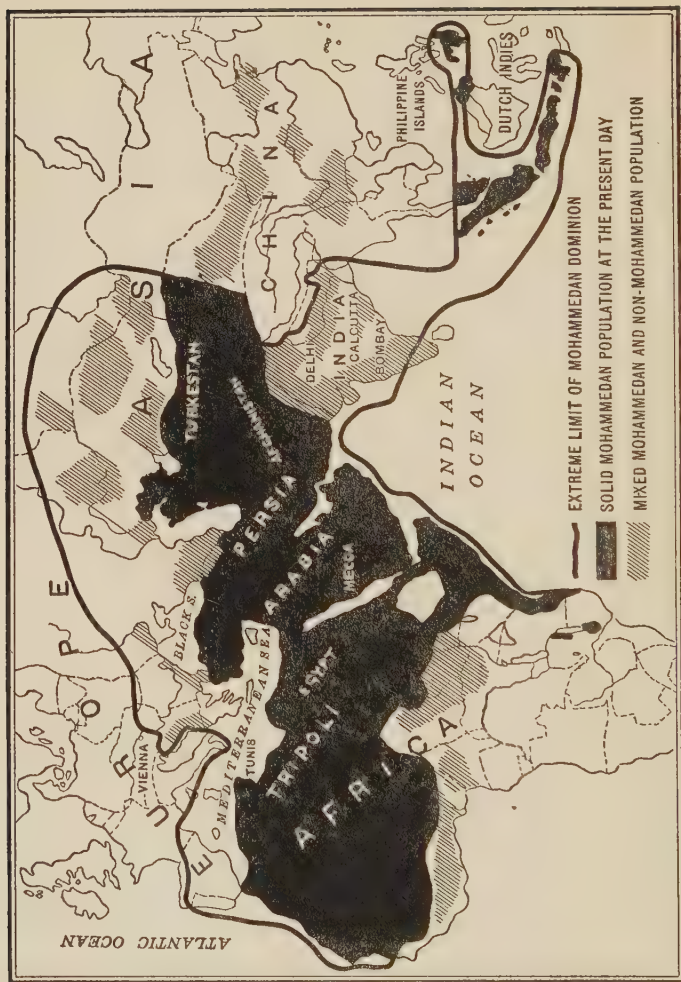 ATLANTIC OCEAN
EUROPE
VIENNA
BLACK S.
MEDITERRANEAN SEA
TUNIS
TRIPOLI
EGYPT
AFRICA
ARABIA
MECCA
PERSIA
TURKESTAN
AFGHANISTAN
ASIA
CHINA
DELHI
INDIA
CALCUTTA
BOMBAY
INDIAN
OCEAN
PHILIPPINE
ISLANDS
DUTCH INDIES
EXTREME LIMIT OF MOHAMMEDAN DOMINION
SOLID MOHAMMEDAN POPULATION AT THE PRESENT DAY
MIXED MOHAMMEDAN AND NON-MOHAMMEDAN POPULATION